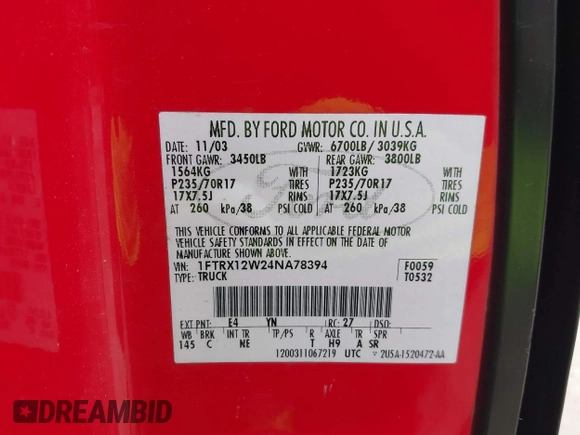 MFD. BY FORD MOTOR CO. IN U.S.A.
DATE: 11/03 GVWR: 6700LB/ 3039KG
FRONT GAWR: 3450LB REAR GAWR: 3800LB
1564KG WITH 1723KG WITH
P235/70R17 TIRES P235/70R17 TIRES
17X7.5J RIMS 17X7.5J RIMS
AT 260 kPa/38 PSI COLD AT 260 kPa/38 PSI COLD
Ford
THIS VEHICLE CONFORMS TO ALL APPLICABLE FEDERAL MOTOR
VEHICLE SAFETY STANDARDS IN EFFECT ON THE DATE OF
MANUFACTURE SHOWN ABOVE.
VIN: 1FTRX12W24NA78394 F0059
TYPE: TRUCK T0532
EXT PNT: E4 YN RC: 27 DSO:
WB BRK INT TR TP/PS R AXLE TR SPR
145 C NE T H9 A SR
1200311067219 UTC 2USA-1520472-AA
DREAMBID